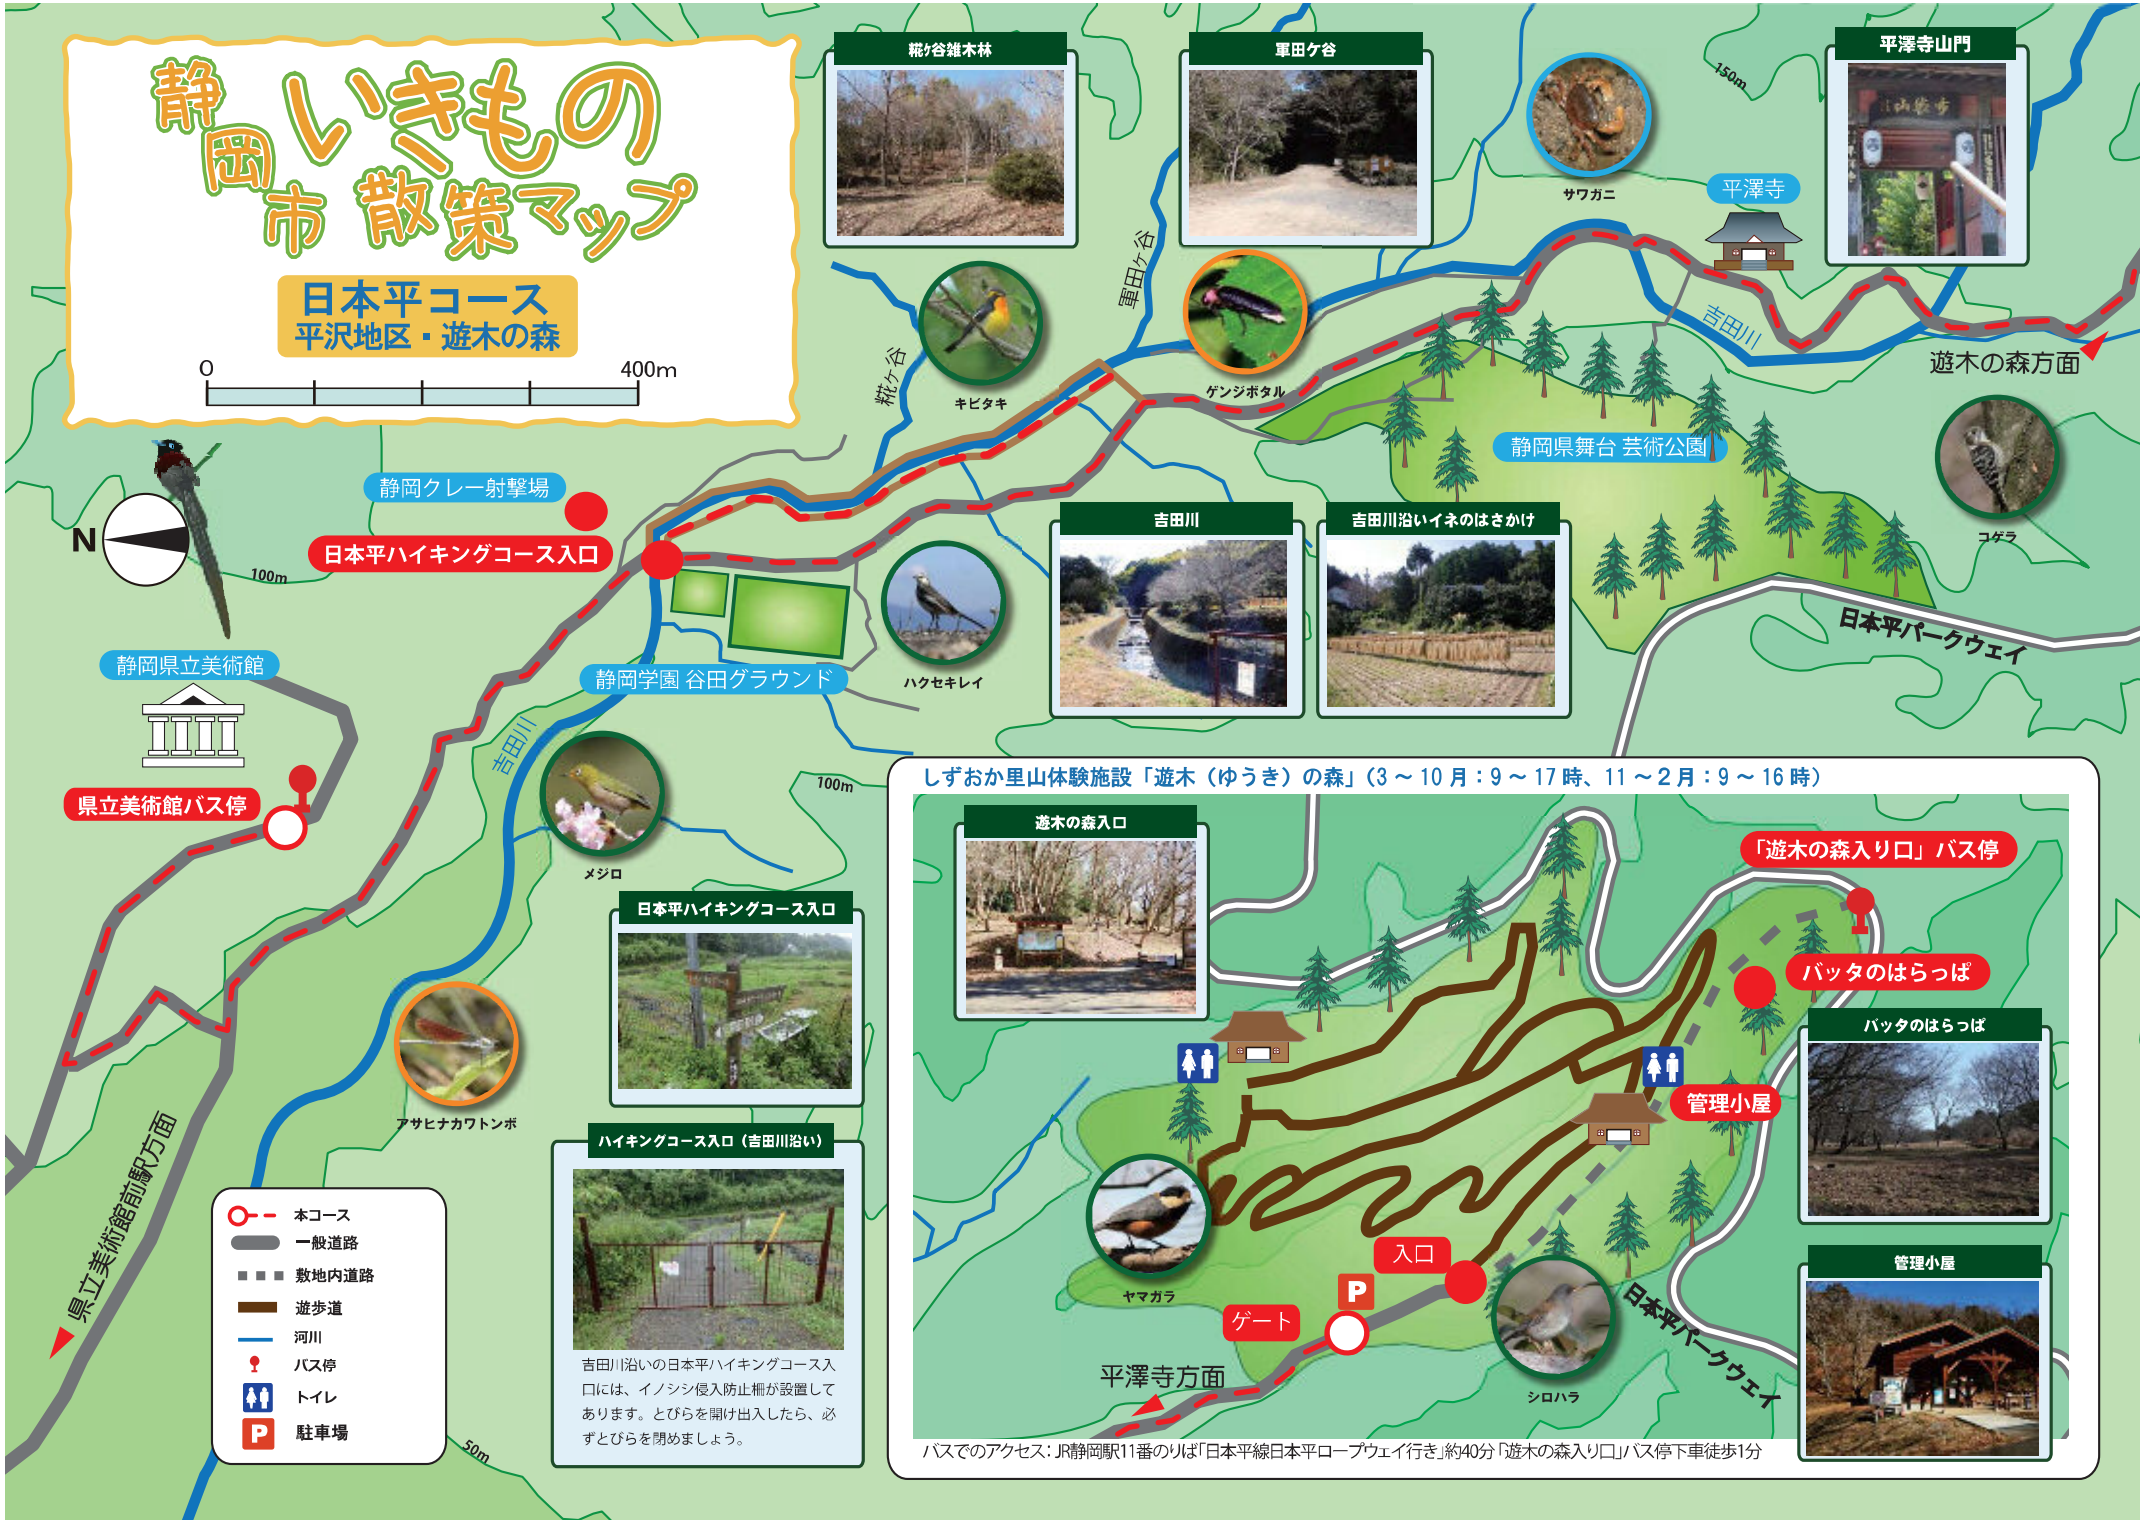 静岡市
いきもの
散策マップ
日本平コース
平沢地区・遊木の森
0
400m
糀ケ谷雑木林
軍田ケ谷
平澤寺山門
150m
サワガニ
平澤寺
軍田ケ谷
糀ケ谷
キビタキ
ゲンジボタル
吉田川
遊木の森方面
静岡県舞台 芸術公園
コゲラ
静岡クレー射撃場
日本平ハイキングコース入口
N
100m
吉田川
吉田川沿いイネのはさかけ
ハクセキレイ
日本平パークウェイ
静岡県立美術館
静岡学園 谷田グラウンド
吉田川
県立美術館バス停
メジロ
100m
日本平ハイキングコース入口
アサヒナカワトンボ
ハイキングコース入口（吉田川沿い）
吉田川沿いの日本平ハイキングコース入
口には、イノシシ侵入防止柵が設置して
あります。とびらを開け出入したら、必
ずとびらを閉めましょう。
県立美術館前駅方面
本コース
一般道路
敷地内道路
遊歩道
河川
バス停
トイレ
P
駐車場
50m
しずおか里山体験施設「遊木（ゆうき）の森」（3～10月：9～17時、11～2月：9～16時）
遊木の森入口
「遊木の森入り口」バス停
バッタのはらっぱ
バッタのはらっぱ
管理小屋
管理小屋
ヤマガラ
入口
P
ゲート
シロハラ
日本平パークウェイ
平澤寺方面
バスでのアクセス：JR静岡駅11番のりば「日本平線日本平ロープウェイ行き」約40分「遊木の森入り口」バス停下車徒歩1分